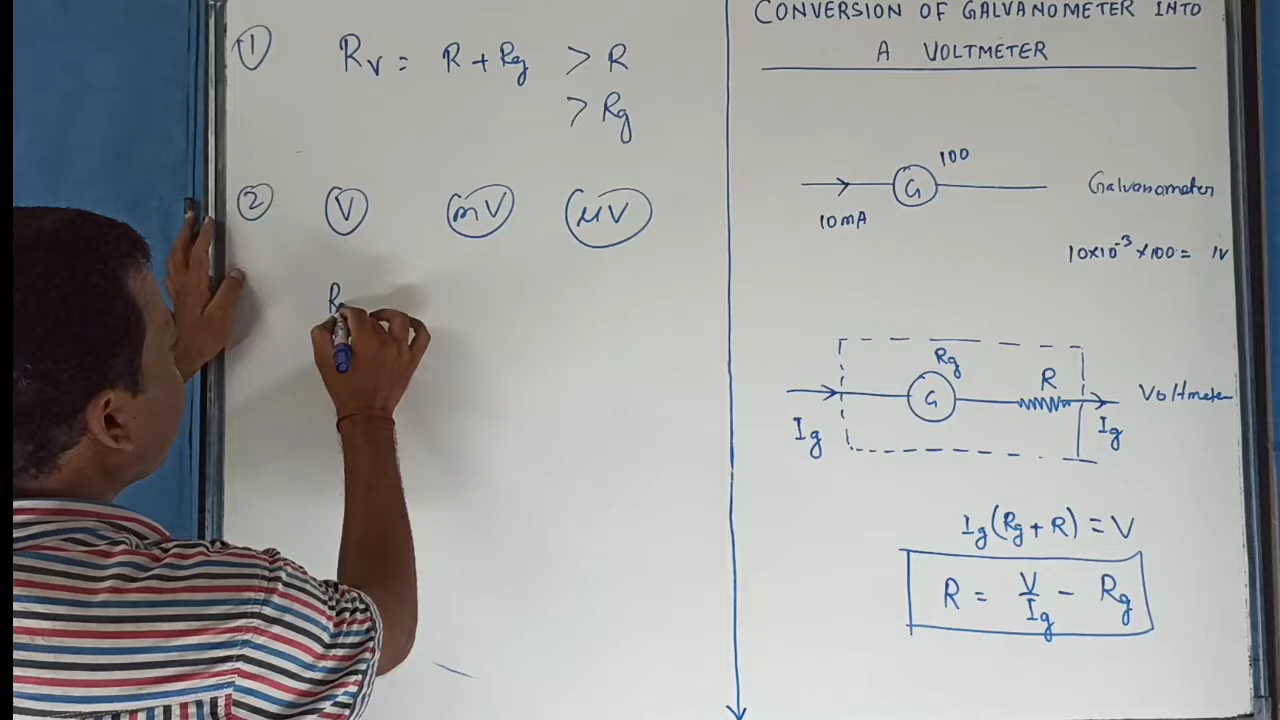 ① Rv = R + Rg > R
> Rg
② V mV μV
R
CONVERSION OF GALVANOMETER INTO
A VOLTMETER
100
G Galvanometer
10mA
10×10⁻³×100= 1V
Rg
R
G Voltmeter
Ig Ig
Ig(Rg+R) = V
R = V/Ig - Rg